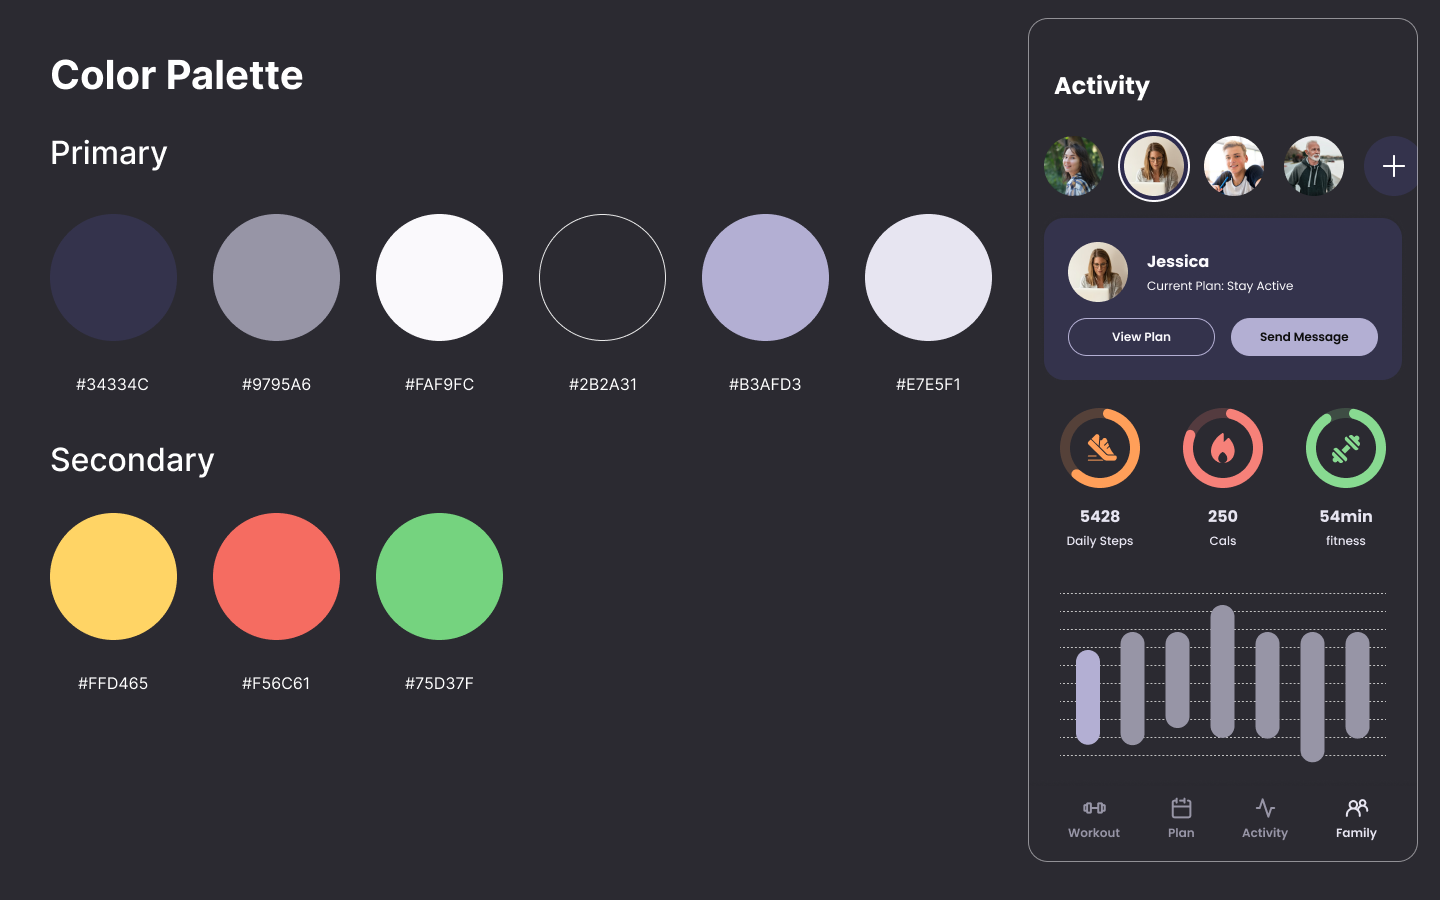 Color Palette
Primary
#34334C
#9795A6
#FAF9FC
#2B2A31
#B3AFD3
#E7E5F1
Secondary
#FFD465
#F56C61
#75D37F
Activity
Jessica
Current Plan: Stay Active
View Plan
Send Message
5428
Daily Steps
250
Cals
54min
fitness
Workout
Plan
Activity
Family